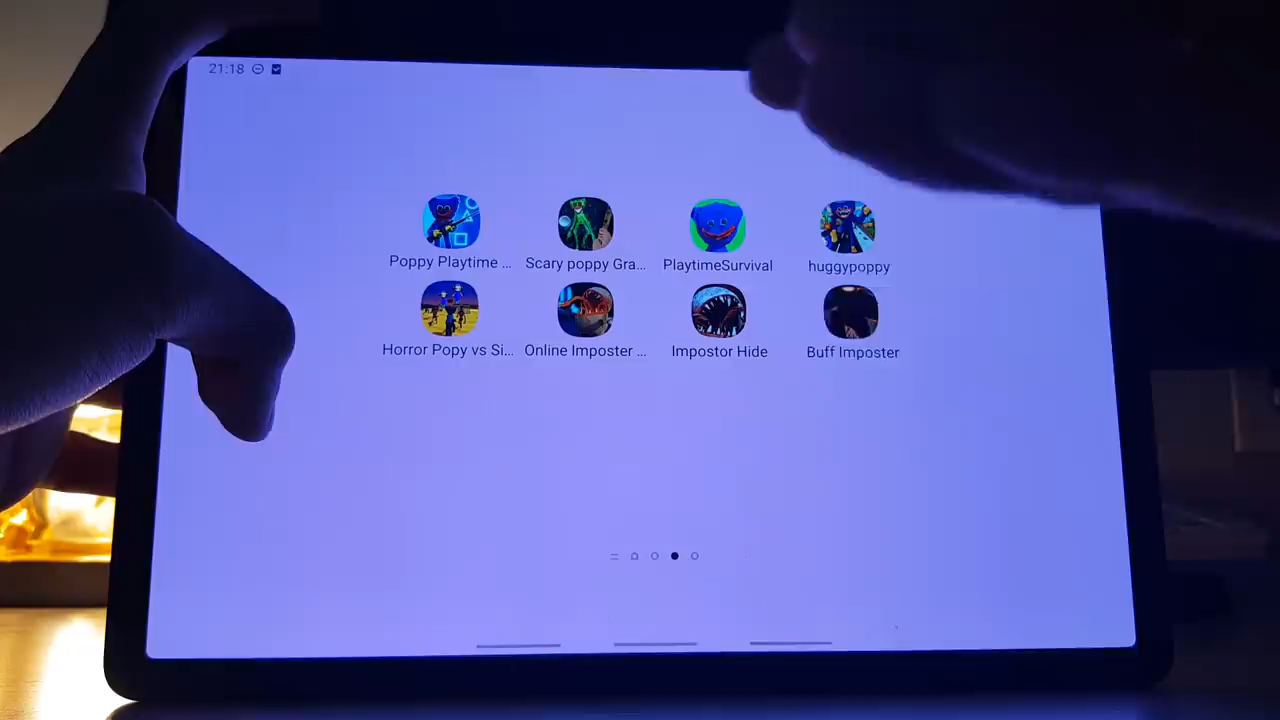 21:18
Poppy Playtime ...
Scary poppy Gra...
PlaytimeSurvival
huggypoppy
Horror Popy vs Si...
Online Imposter ...
Impostor Hide
Buff Imposter